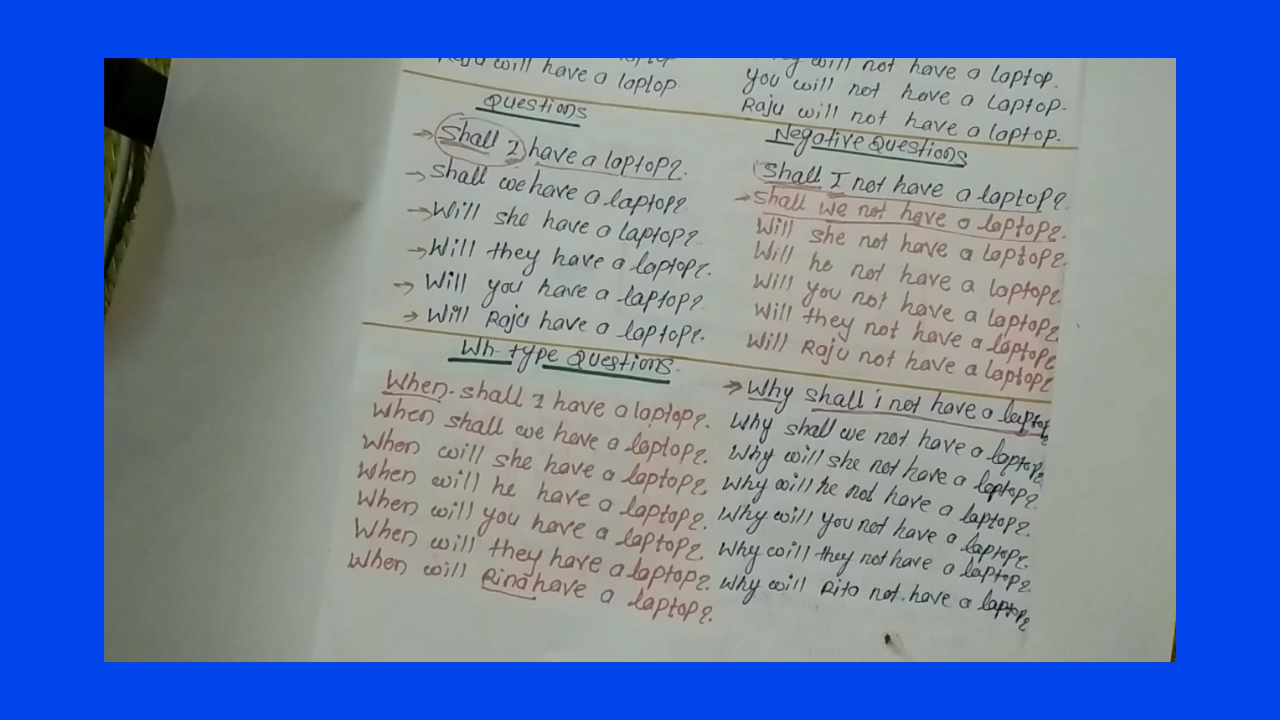 Raju will have a laptop.
will not have a laptop.
you will not have a laptop.
Raju will not have a laptop.
Questions
→ Shall I have a laptop?
→ Shall we have a laptop?
→ Will she have a laptop?
→ Will they have a laptop?
→ Will you have a laptop?
→ Will Raju have a laptop?
Negative Questions
Shall I not have a laptop?
→ Shall we not have a laptop?
Will she not have a laptop?
Will he not have a laptop?
Will you not have a laptop?
Will they not have a laptop?
Will Raju not have a laptop?
Wh-type Questions.
When shall I have a laptop?
When shall we have a laptop?
When will she have a laptop?
When will he have a laptop?
When will you have a laptop?
When will they have a laptop?
When will Rina have a laptop?
→ Why shall i not have a laptop
Why shall we not have a laptop?
Why will she not have a laptop?
Why will he not have a laptop?
Why will you not have a laptop?
Why will they not have a laptop?
Why will Rita not have a laptop?